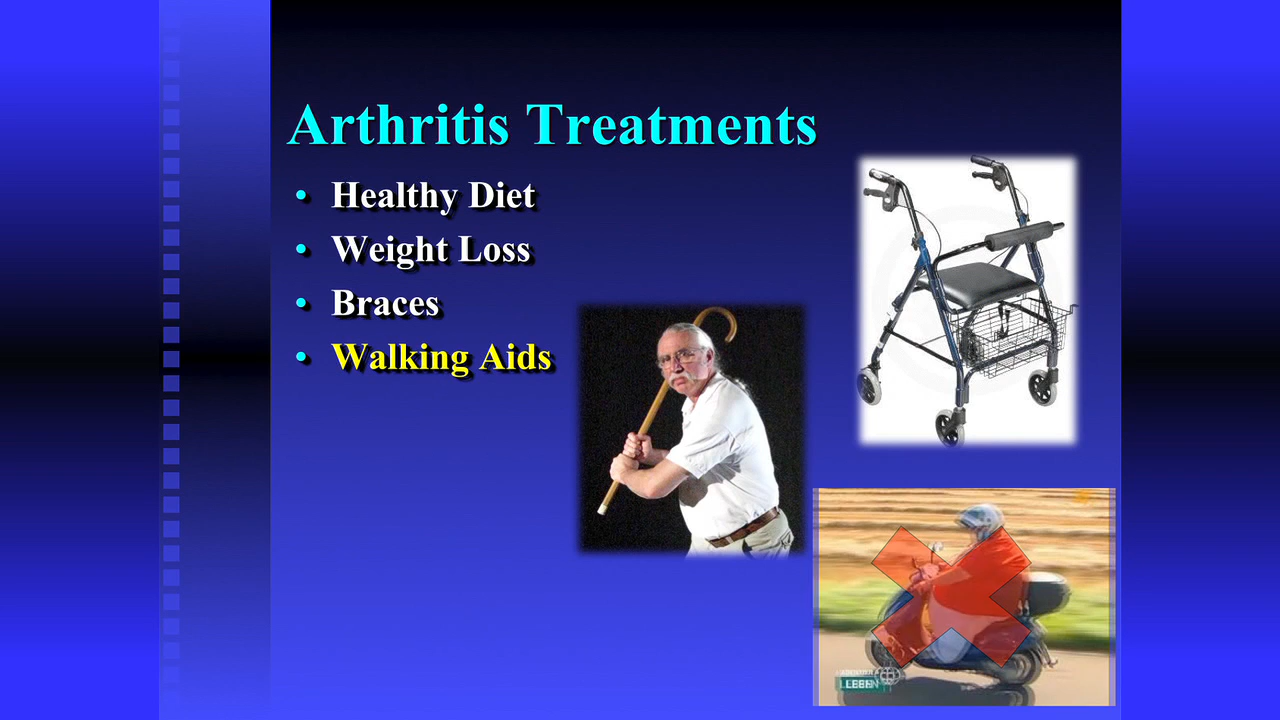 Arthritis Treatments
• Healthy Diet
• Weight Loss
• Braces
• Walking Aids
LEBEN